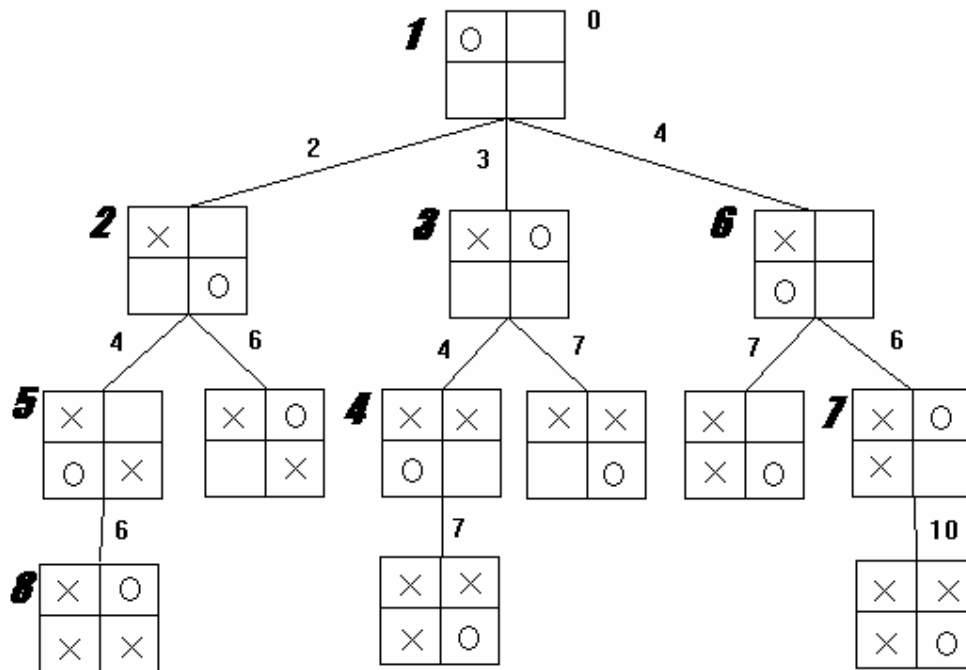 1 O 0
2 3 4
2 × 3 × O 6 ×
O O
4 6 4 7 7 6
5 × × O 4 × × × × × 7 × O
O × × O O × O ×
6 7 10
8 × O × × × ×
× × × O × O